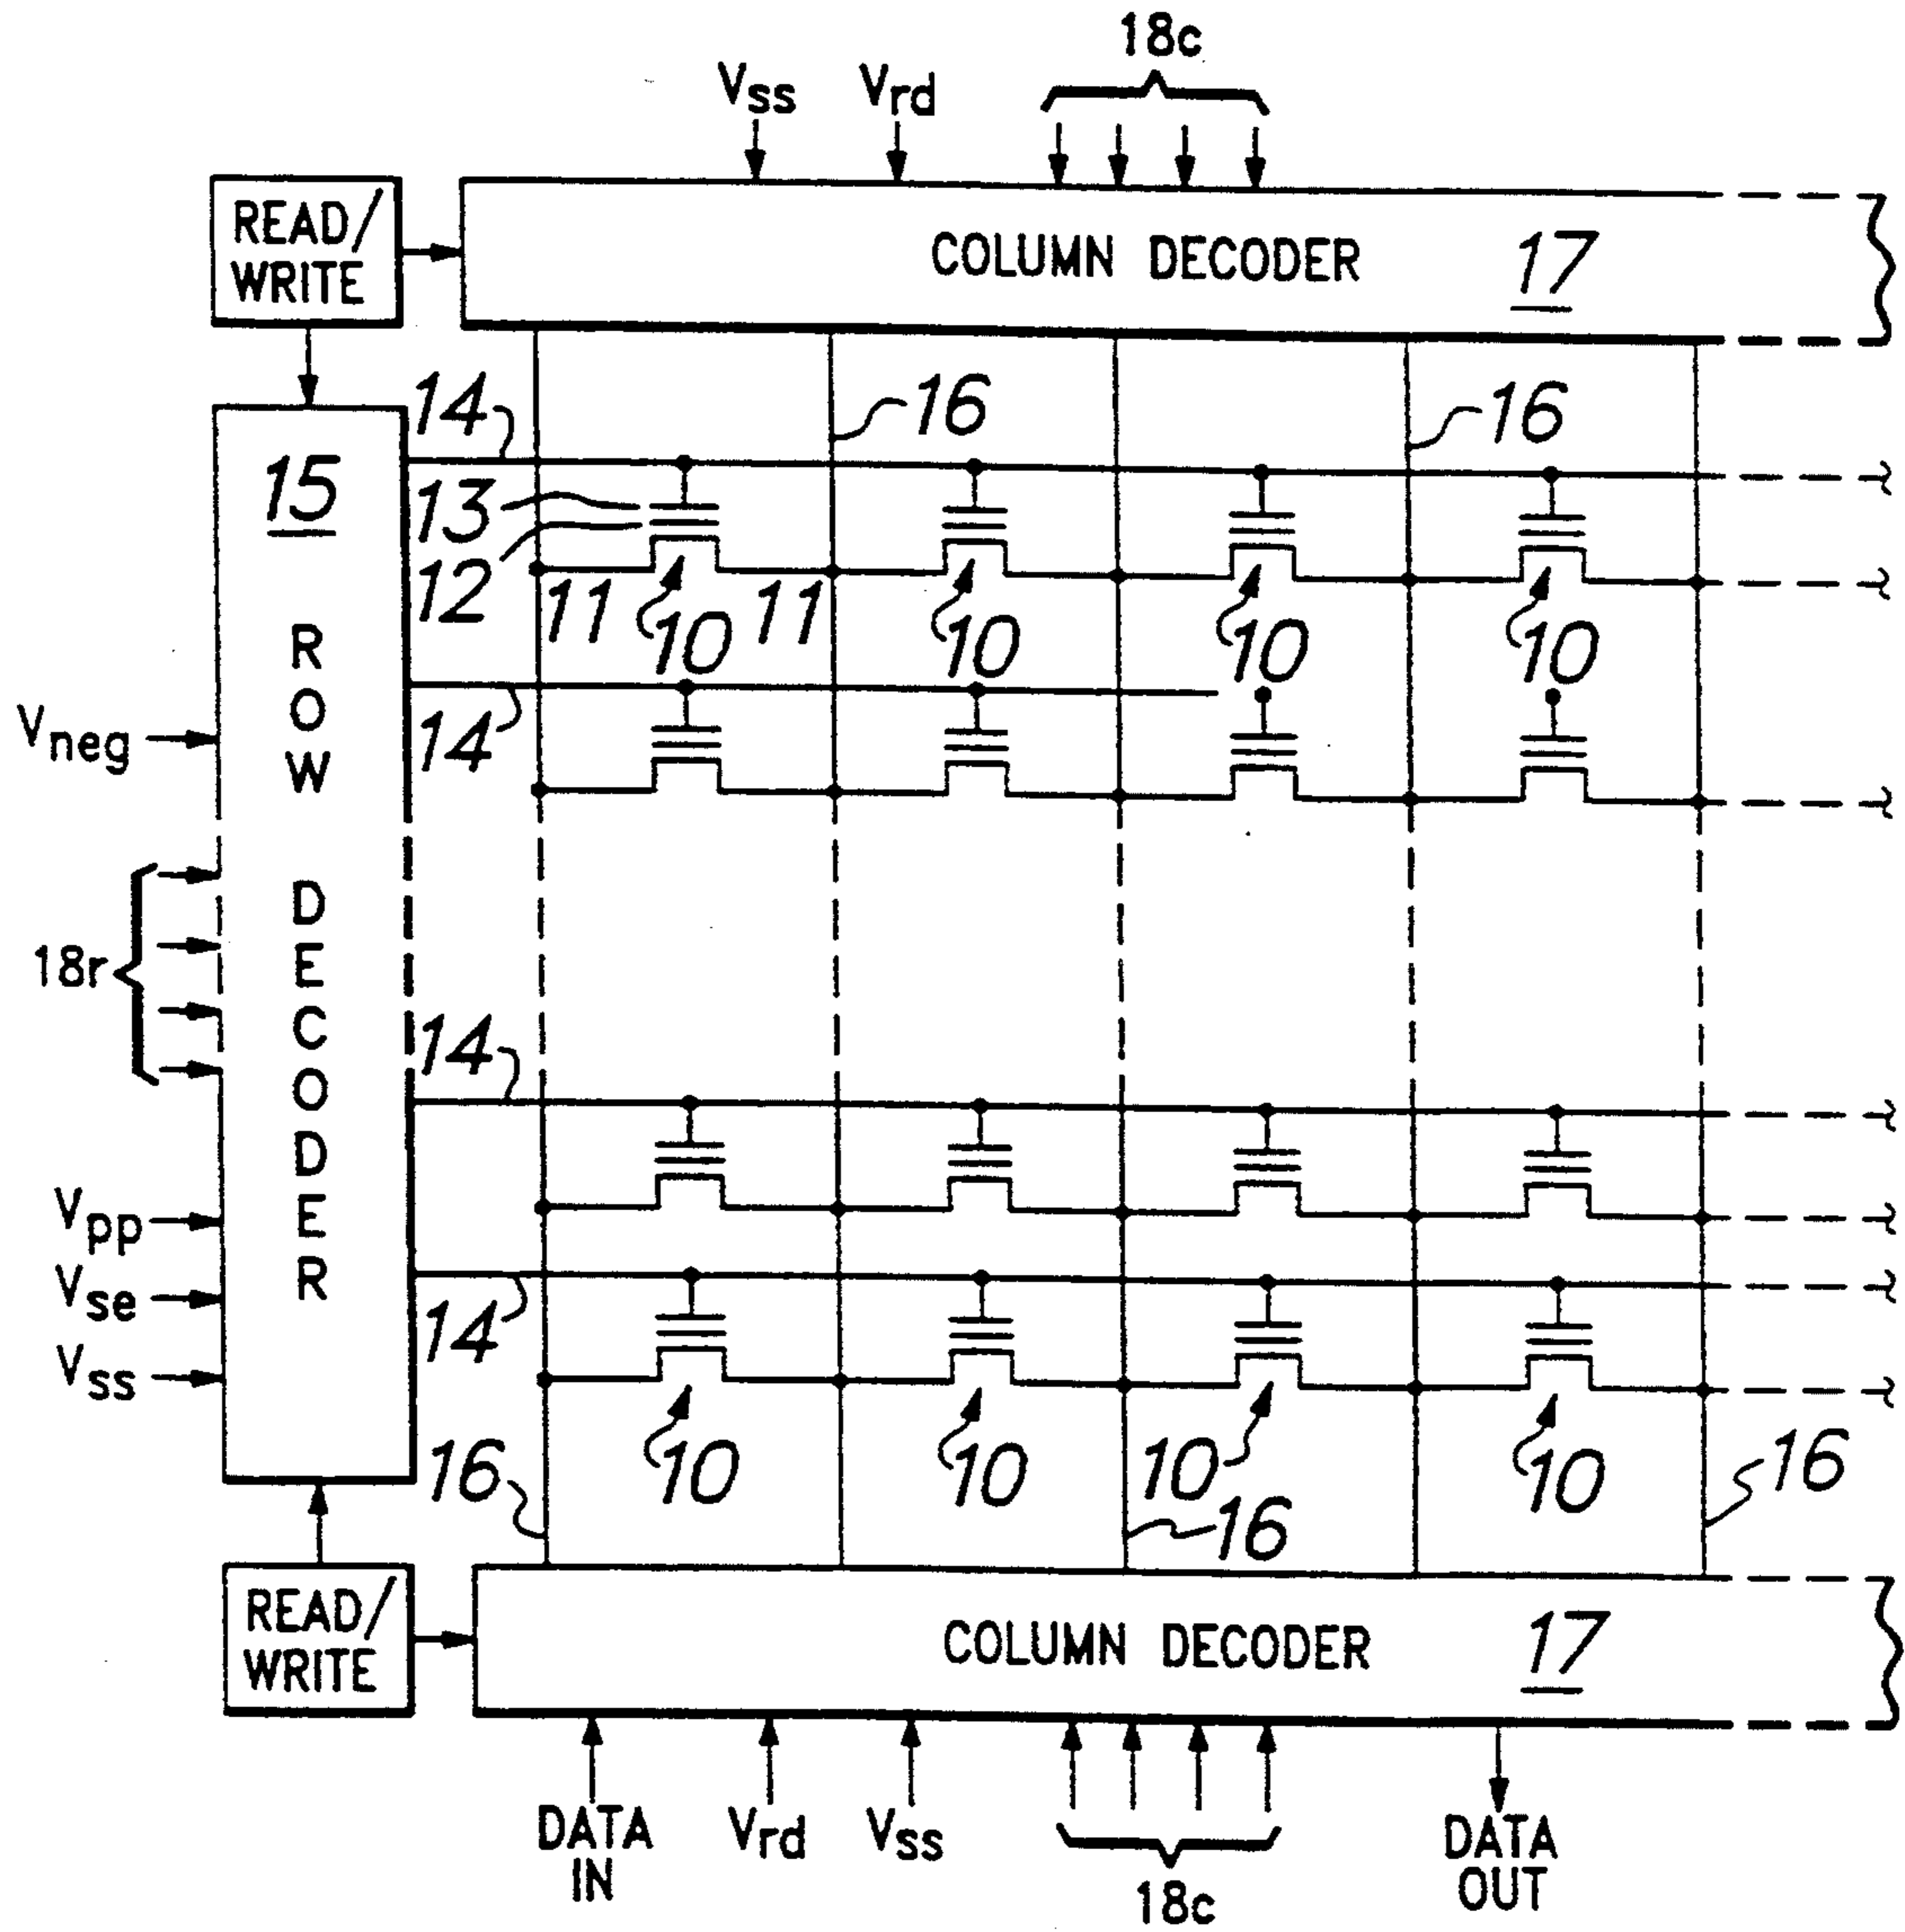 18c
Vss Vrd
READ/
WRITE
COLUMN DECODER 17
14 16 16
15
13
12 11 10 11 10 10 10
ROW DECODER
14
Vneg
18r
14
Vpp
Vse
14
Vss
10 10 10 10
16 16 16
READ/
WRITE
COLUMN DECODER 17
DATA
IN
Vrd Vss
18c
DATA
OUT